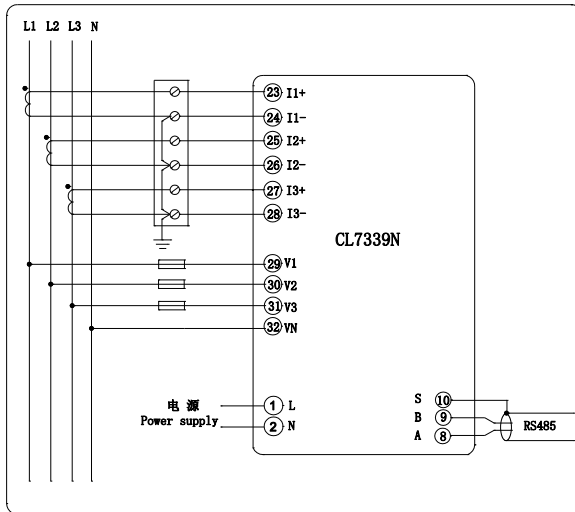 L1 L2 L3 N
23 I1+
24 I1-
25 I2+
26 I2-
27 I3+
28 I3-
CL7339N
29 V1
30 V2
31 V3
32 VN
电 源
Power supply
1 L
2 N
S 10
B 9
A 8
RS485